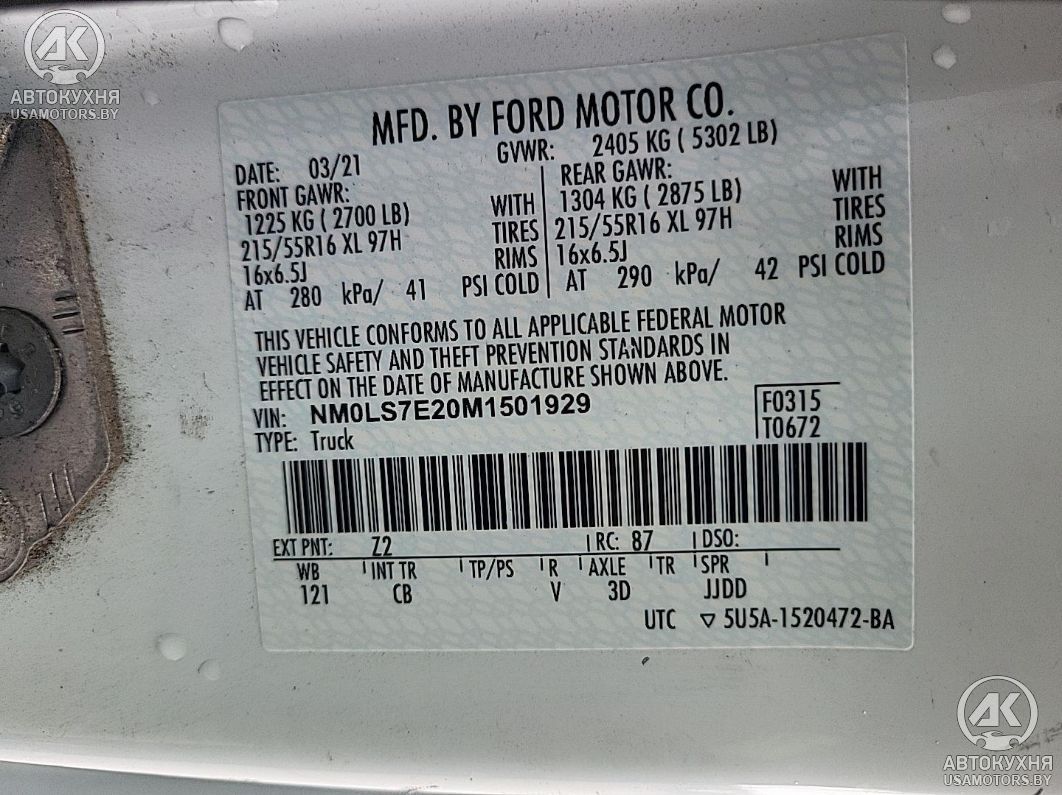 AK
АВТОКУХНЯ
USAMOTORS.BY
MFD. BY FORD MOTOR CO.
DATE: 03/21 GVWR: 2405 KG ( 5302 LB)
FRONT GAWR: REAR GAWR:
1225 KG ( 2700 LB) WITH 1304 KG ( 2875 LB) WITH
215/55R16 XL 97H TIRES 215/55R16 XL 97H TIRES
16x6.5J RIMS 16x6.5J RIMS
AT 280 kPa/ 41 PSI COLD AT 290 kPa/ 42 PSI COLD
THIS VEHICLE CONFORMS TO ALL APPLICABLE FEDERAL MOTOR
VEHICLE SAFETY AND THEFT PREVENTION STANDARDS IN
EFFECT ON THE DATE OF MANUFACTURE SHOWN ABOVE.
VIN: NM0LS7E20M1501929 F0315
TYPE: Truck T0672
EXT PNT: Z2 RC: 87 DSO:
WB INT TR TP/PS R AXLE TR SPR
121 CB V 3D JJDD
UTC ▽ 5U5A-1520472-BA
AK
АВТОКУХНЯ
USAMOTORS.BY